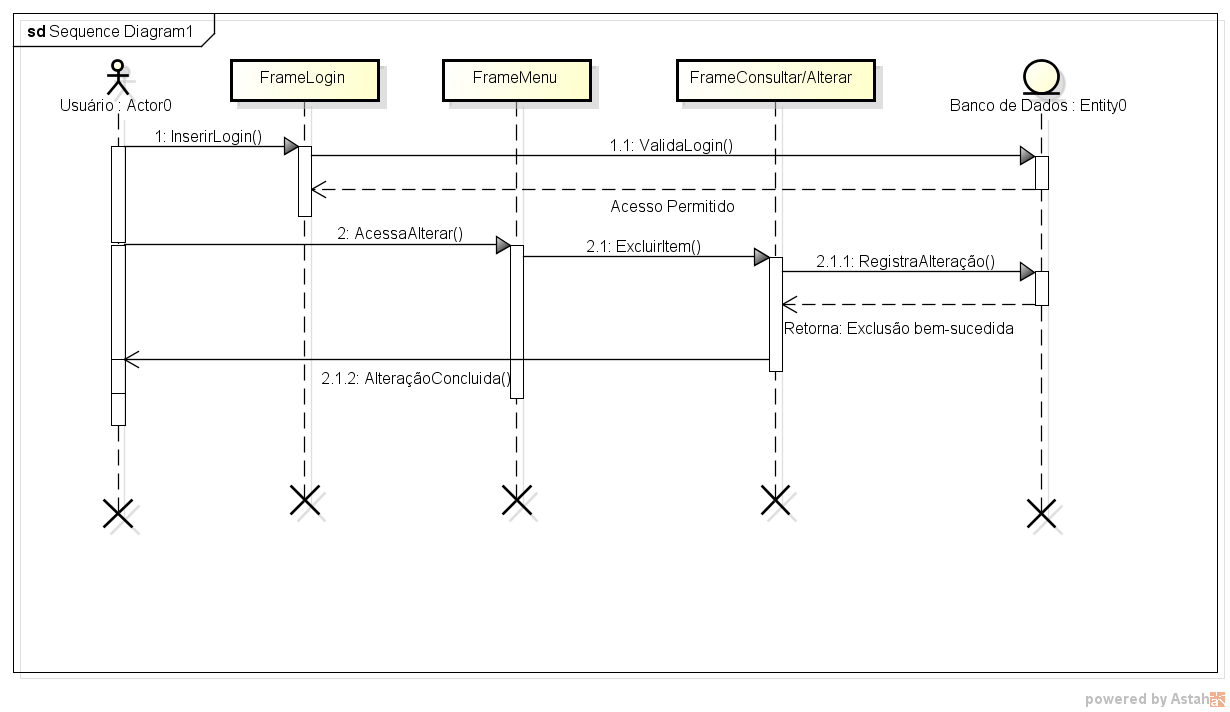 sd Sequence Diagram1
FrameLogin
FrameMenu
FrameConsultar/Alterar
Usuário : Actor0
Banco de Dados : Entity0
1: InserirLogin()
1.1: ValidaLogin()
Acesso Permitido
2: AcessaAlterar()
2.1: ExcluirItem()
2.1.1: RegistraAlteração()
Retorna: Exclusão bem-sucedida
2.1.2: AlteraçãoConcluida()
powered by Astah